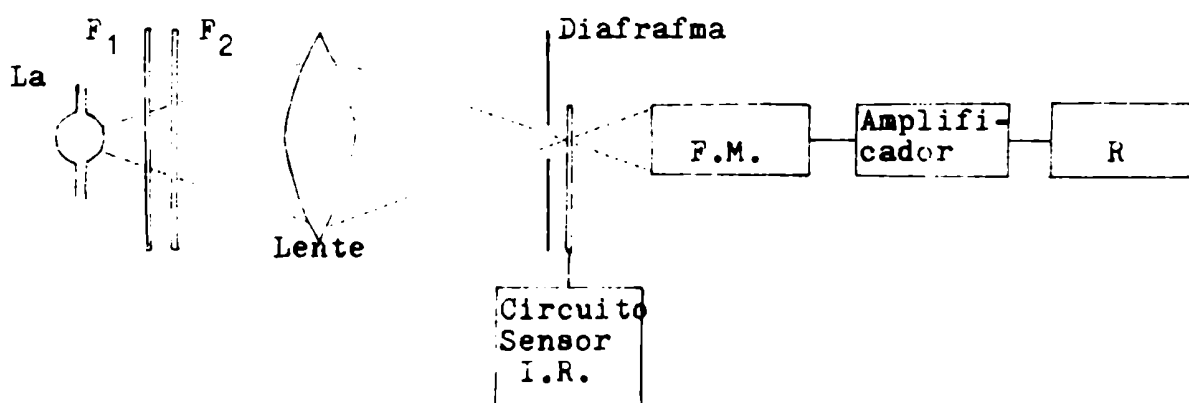 F1
F2
Diafrafma
La
Amplifi-
cador
F.M.
R
Lente
Circuito
Sensor
I.R.